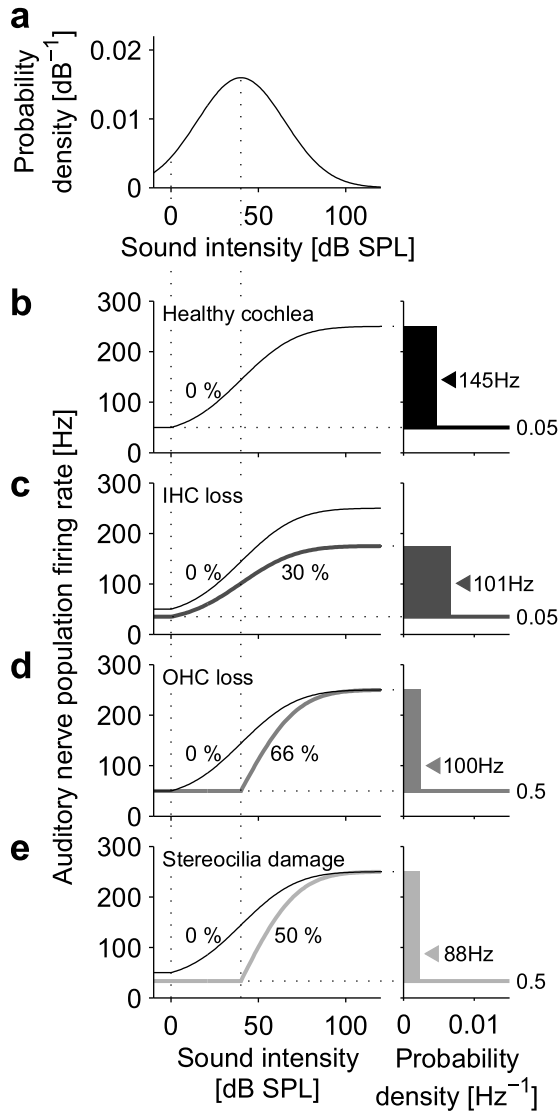 a
Probability
density [dB⁻¹]
0.02
0.01
0
0 50 100
Sound intensity [dB SPL]
Auditory nerve population firing rate [Hz]
b
300
200
100
0
Healthy cochlea
0 %
145Hz
0.05
c
300
200
100
0
IHC loss
0 %
30 %
101Hz
0.05
d
300
200
100
0
OHC loss
0 %
66 %
100Hz
0.5
e
300
200
100
0
Stereocilia damage
0 %
50 %
88Hz
0.5
0 50 100
Sound intensity
[dB SPL]
0 0.01
Probability
density [Hz⁻¹]